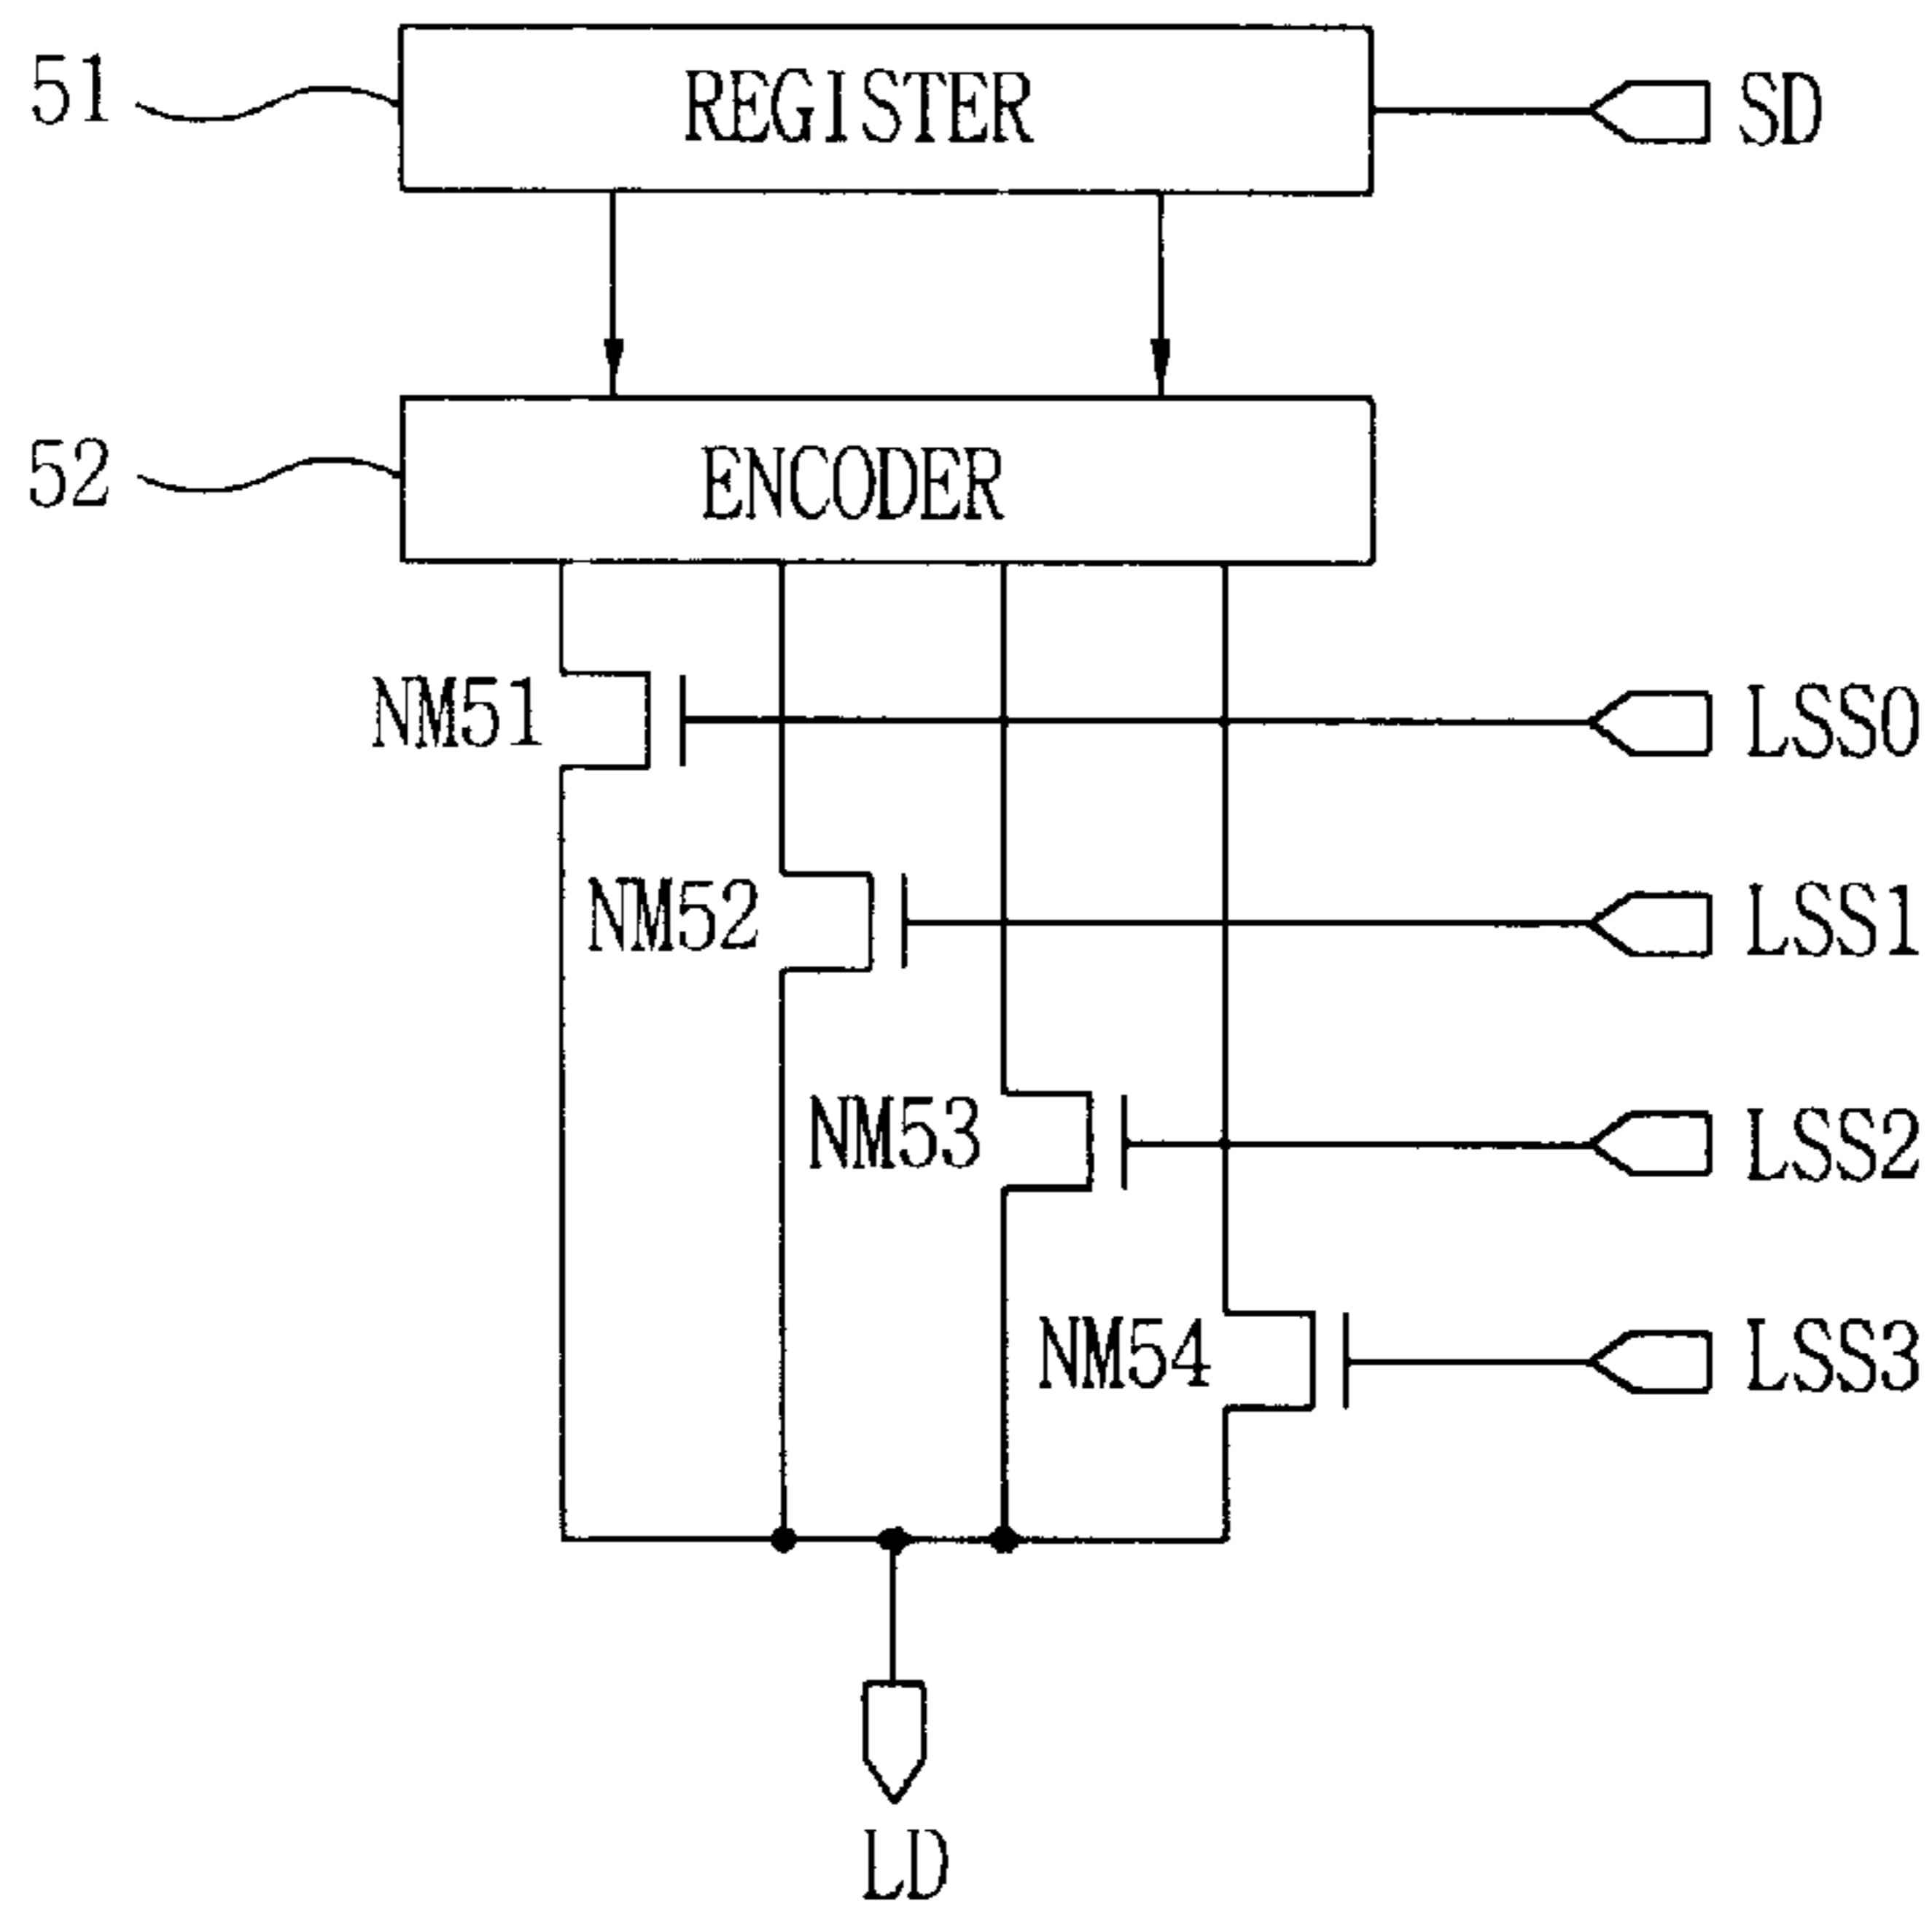 51
REGISTER
SD
52
ENCODER
NM51
LSS0
NM52
LSS1
NM53
LSS2
NM54
LSS3
LD